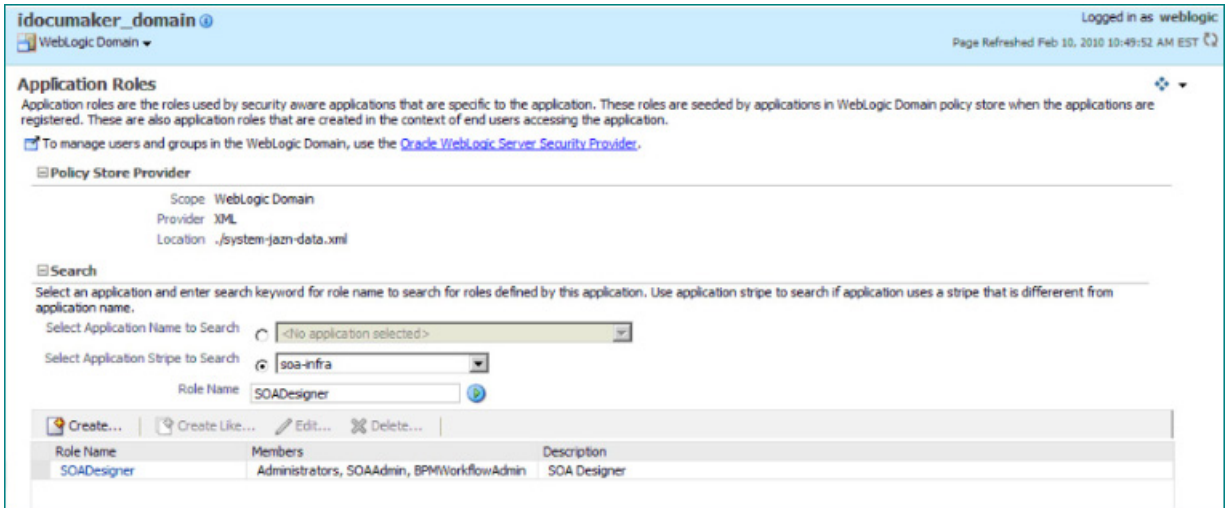 idocumaker_domain
Logged in as weblogic
WebLogic Domain
Page Refreshed Feb 10, 2010 10:49:52 AM EST
Application Roles
Application roles are the roles used by security aware applications that are specific to the application. These roles are seeded by applications in WebLogic Domain policy store when the applications are
registered. These are also application roles that are created in the context of end users accessing the application.
To manage users and groups in the WebLogic Domain, use the Oracle WebLogic Server Security Provider.
Policy Store Provider
Scope WebLogic Domain
Provider XML
Location ./system-jazn-data.xml
Search
Select an application and enter search keyword for role name to search for roles defined by this application. Use application stripe to search if application uses a stripe that is differerent from
application name.
Select Application Name to Search <No application selected>
Select Application Stripe to Search soa-infra
Role Name SOADesigner
Create... Create Like... Edit... Delete...
Role Name Members Description
SOADesigner Administrators, SOAAdmin, BPMWorkflowAdmin SOA Designer